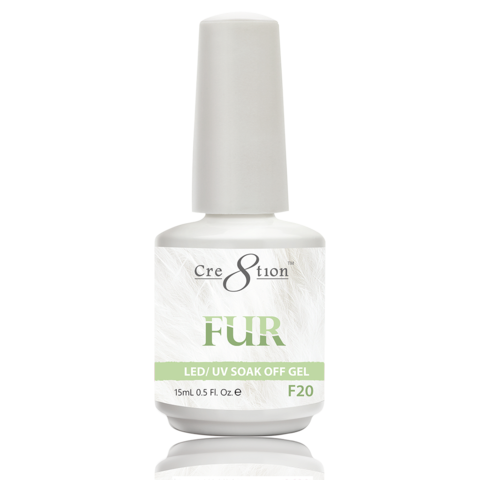 Cre8tion™
FUR
LED/ UV SOAK OFF GEL
15mL 0.5 Fl. Oz. ℮ F20